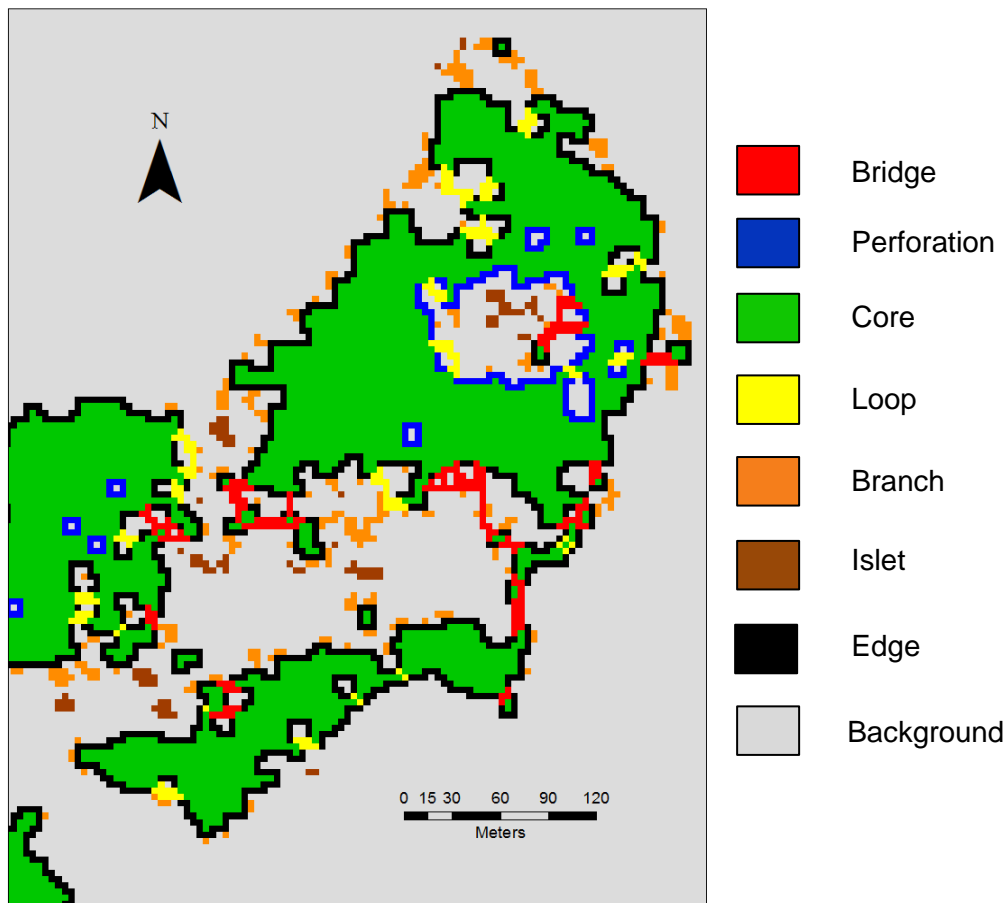 N
Bridge
Perforation
Core
Loop
Branch
Islet
Edge
Background
0 15 30 60 90 120
Meters